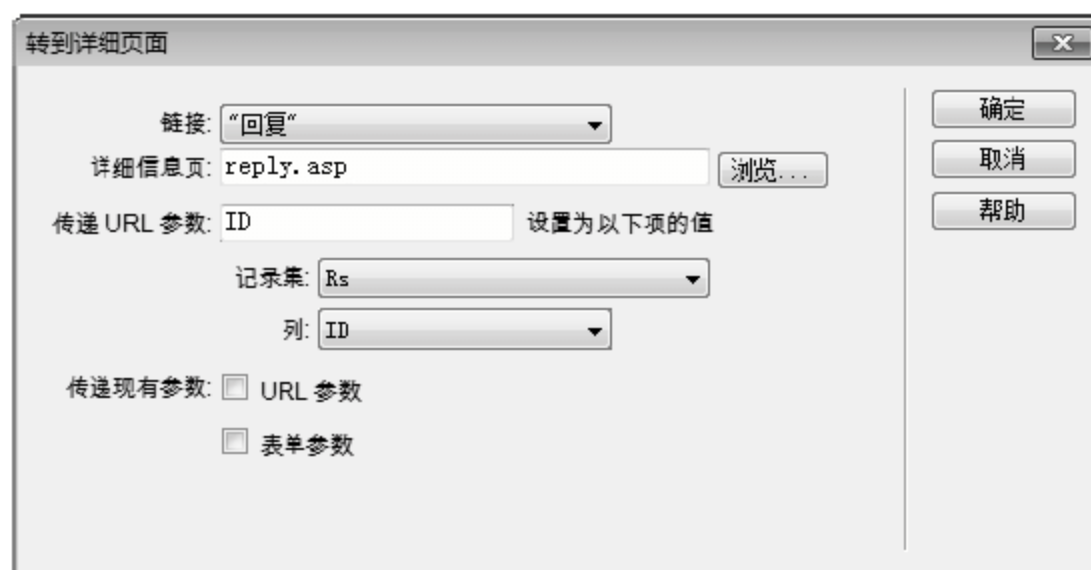 转到详细页面
链接: "回复" 确定
详细信息页: reply.asp 浏览... 取消
传递 URL 参数: ID 设置为以下项的值 帮助
记录集: Rs
列: ID
传递现有参数: URL 参数
表单参数